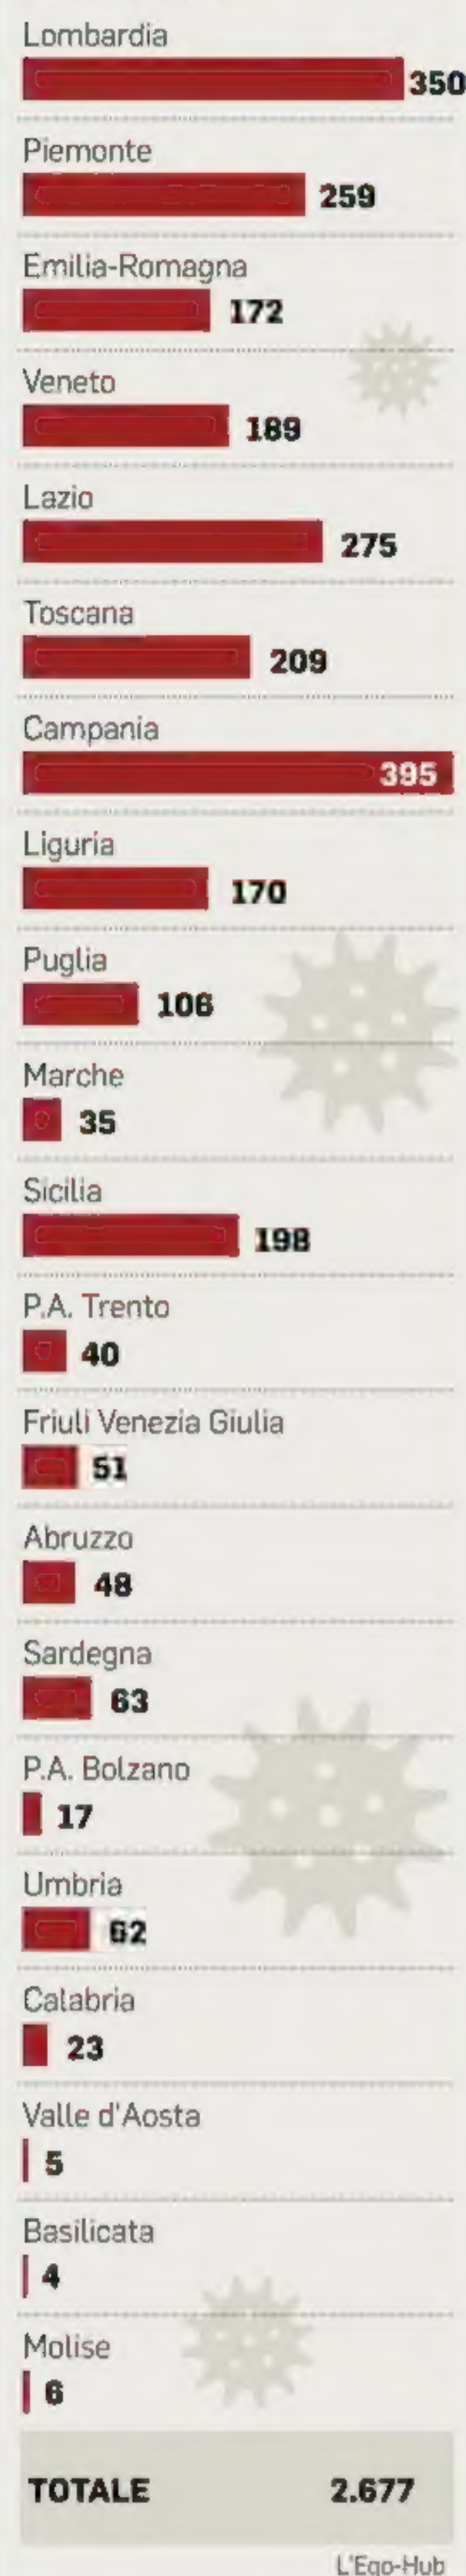 Lombardia
350
Piemonte
259
Emilia-Romagna
172
Veneto
189
Lazio
275
Toscana
209
Campania
395
Liguria
170
Puglia
106
Marche
35
Sicilia
198
P.A. Trento
40
Friuli Venezia Giulia
51
Abruzzo
48
Sardegna
63
P.A. Bolzano
17
Umbria
62
Calabria
23
Valle d'Aosta
5
Basilicata
4
Molise
6
TOTALE 2.677
L'Ego-Hub